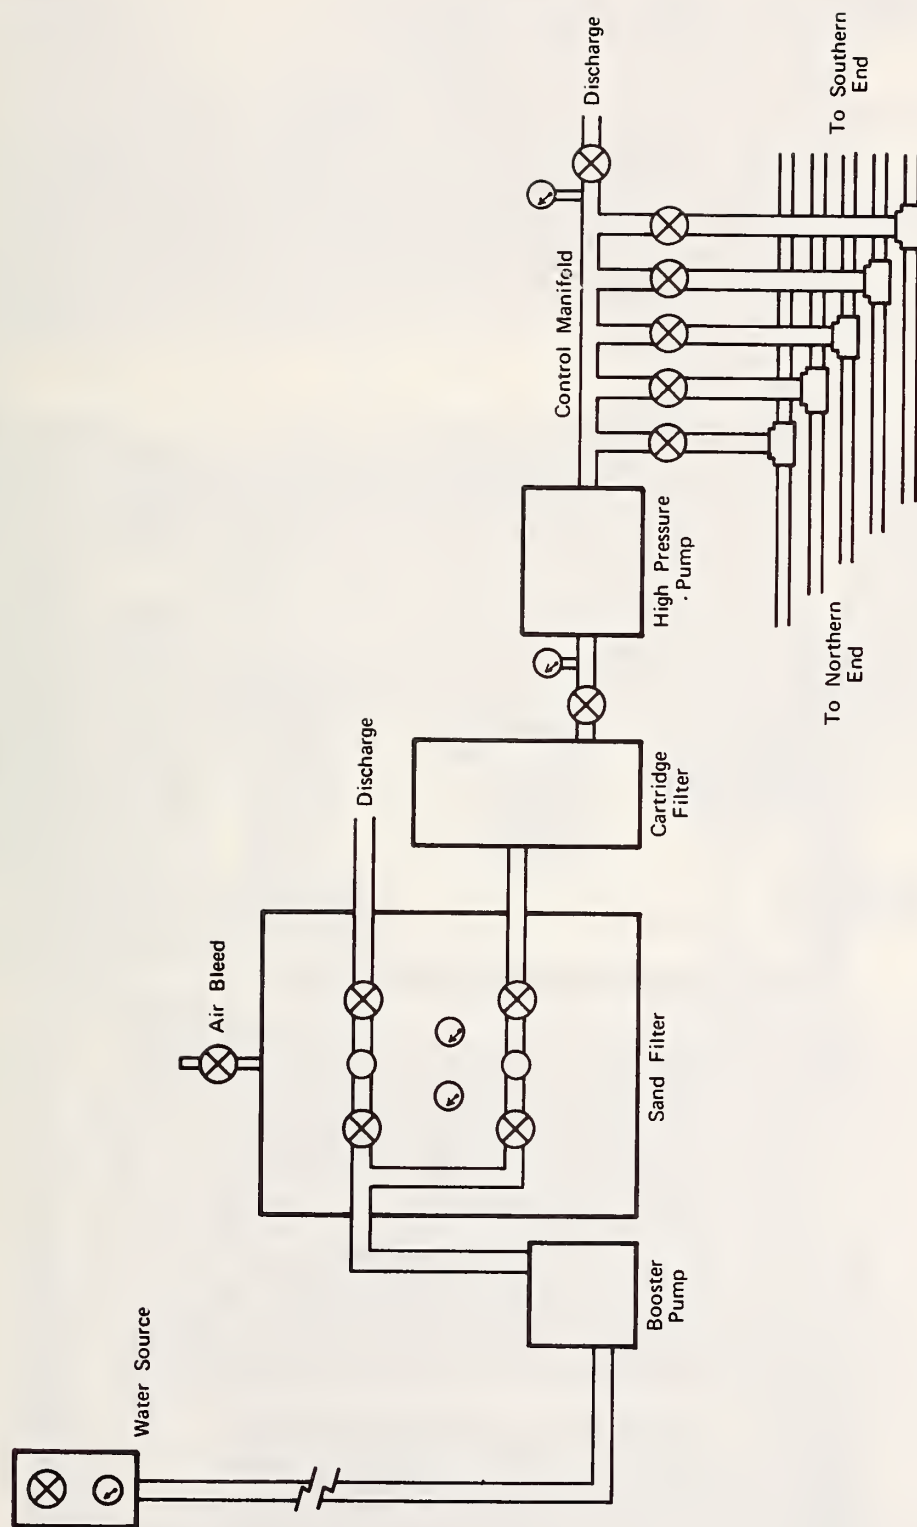 Water Source
Booster
Pump
Air Bleed
Sand Filter
Discharge
Cartridge
Filter
High Pressure
Pump
Control Manifold
Discharge
To Northern
End
To Southern
End